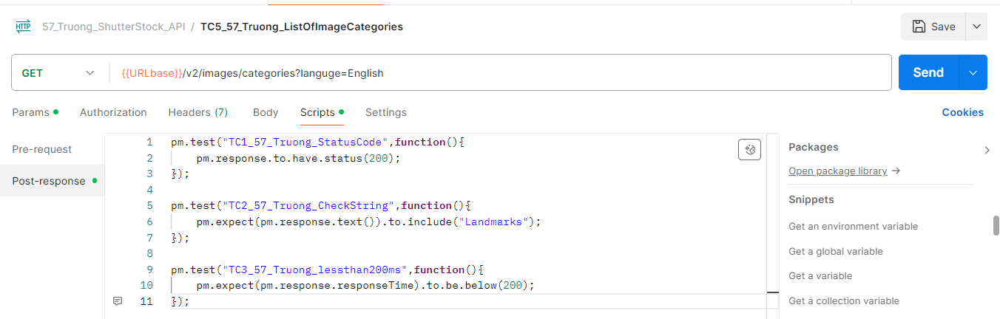 HTTP 57_Truong_ShutterStock_API / TC5_57_Truong_ListOfImageCategories Save
GET {{URLbase}}/v2/images/categories?languge=English Send
Params Authorization Headers (7) Body Scripts Settings Cookies
Pre-request
Post-response
1 pm.test("TC1_57_Truong_StatusCode",function(){
2 pm.response.to.have.status(200);
3 });
4
5 pm.test("TC2_57_Truong_CheckString",function(){
6 pm.expect(pm.response.text()).to.include("Landmarks");
7 });
8
9 pm.test("TC3_57_Truong_lessthan200ms",function(){
10 pm.expect(pm.response.responseTime).to.be.below(200);
11 });
Packages
Open package library →
Snippets
Get an environment variable
Get a global variable
Get a variable
Get a collection variable